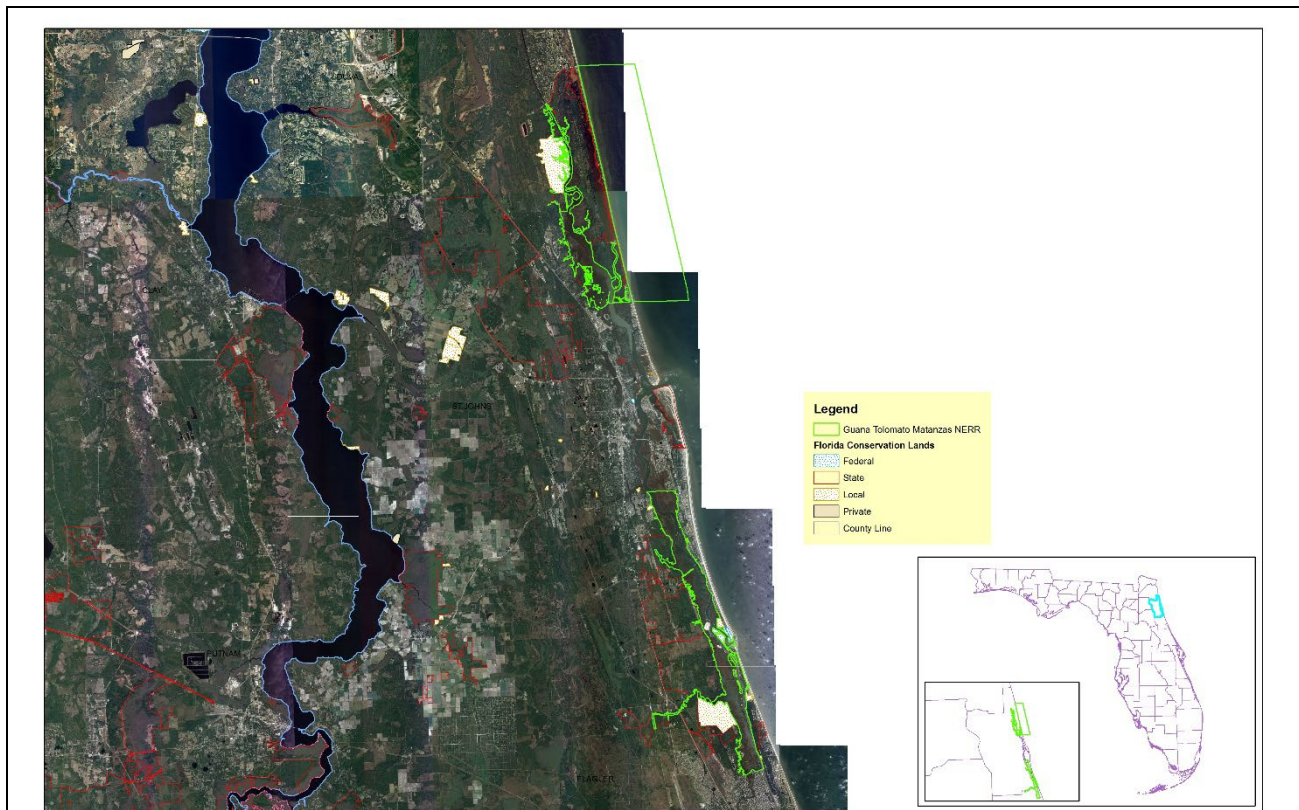 DUVAL
CLAY
ST.JOHNS
PUTNAM
FLAGLER
Legend
Guana Tolomato Matanzas NERR
Florida Conservation Lands
Federal
State
Local
Private
County Line